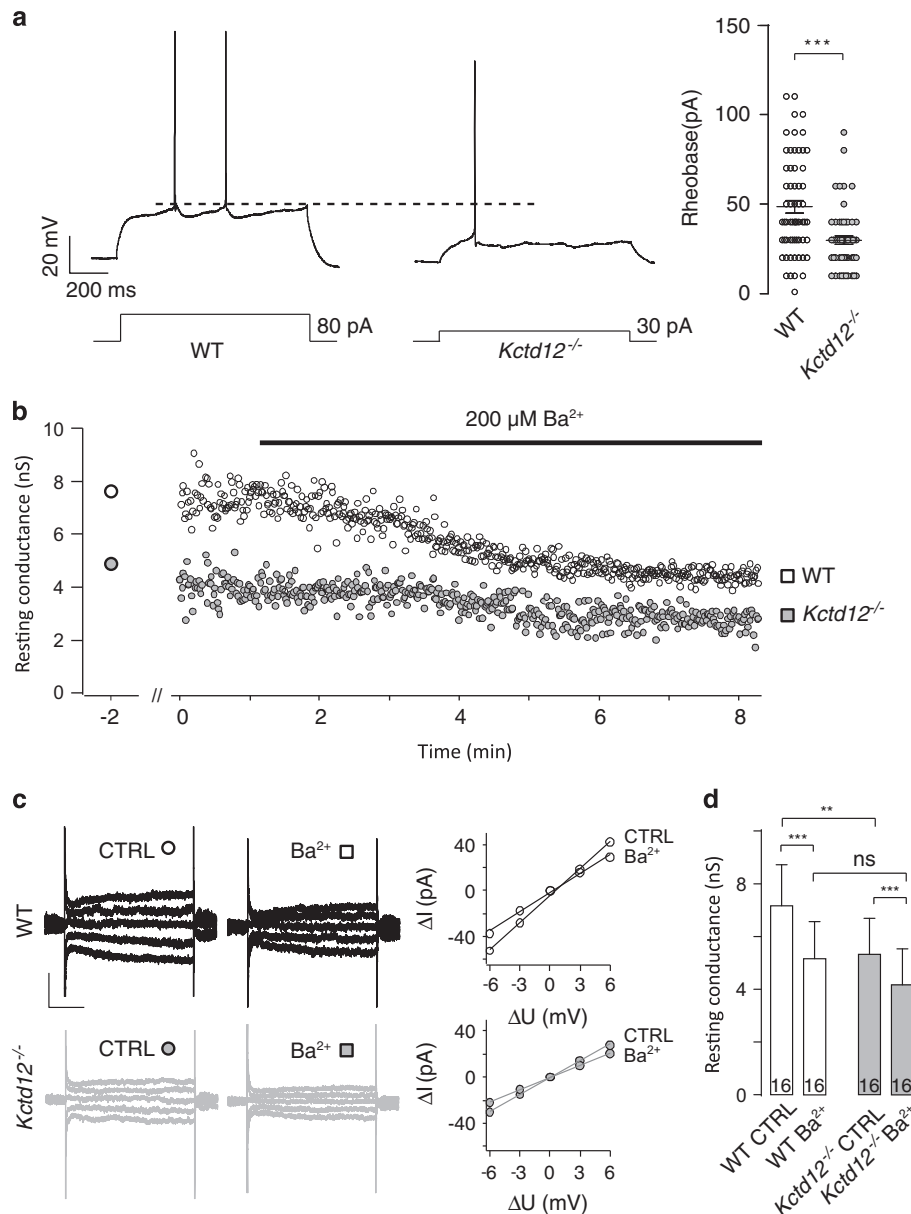 a
20 mV
200 ms
80 pA
WT
30 pA
Kctd12-/-
Rheobase(pA)
150
100
50
0
***
WT
Kctd12-/-
b
200 μM Ba2+
Resting conductance (nS)
10
8
6
4
2
0
-2 // 0 2 4 6 8
Time (min)
WT
Kctd12-/-
c
WT
CTRL
Ba2+
ΔI (pA)
40
0
-40
CTRL
Ba2+
-6 -3 0 3 6
ΔU (mV)
Kctd12-/-
CTRL
Ba2+
ΔI (pA)
40
0
-40
CTRL
Ba2+
-6 -3 0 3 6
ΔU (mV)
d
Resting conductance (nS)
8
4
0
**
***
ns
***
16 16 16 16
WT CTRL
WT Ba2+
Kctd12-/- CTRL
Kctd12-/- Ba2+